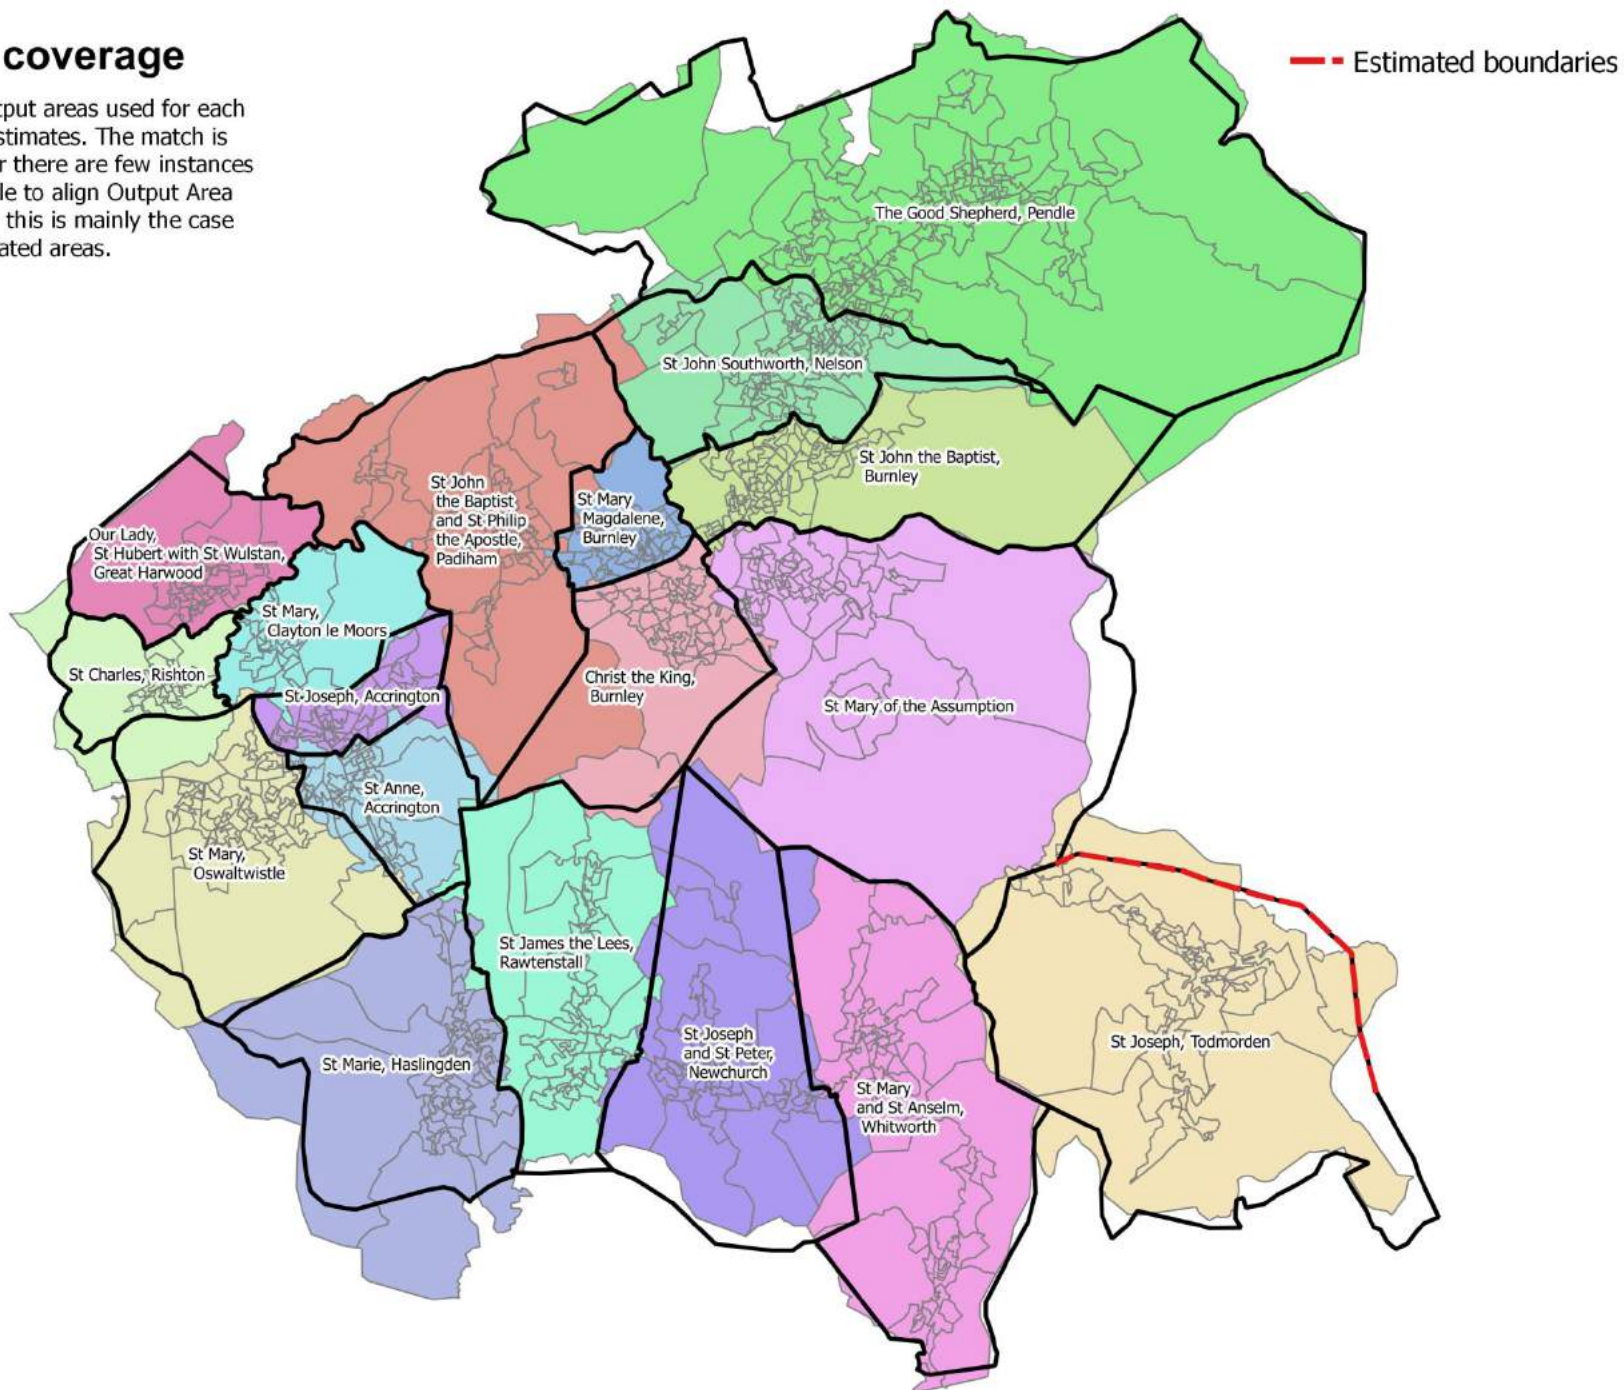 coverage
tput areas used for each
stimates. The match is
r there are few instances
le to align Output Area
this is mainly the case
ated areas.
Estimated boundaries
The Good Shepherd, Pendle
St John Southworth, Nelson
St John the Baptist,
Burnley
St John
the Baptist
and St Philip
the Apostle,
Padiham
St Mary
Magdalene,
Burnley
Our Lady,
St Hubert with St Wulstan,
Great Harwood
St Mary,
Clayton le Moors
St Charles, Rishton
St Joseph, Accrington
Christ the King,
Burnley
St Mary of the Assumption
St Anne,
Accrington
St Mary,
Oswaltwistle
St James the Lees,
Rawtenstall
St Joseph
and St Peter,
Newchurch
St Marie, Haslingden
St Mary
and St Anselm,
Whitworth
St Joseph, Todmorden